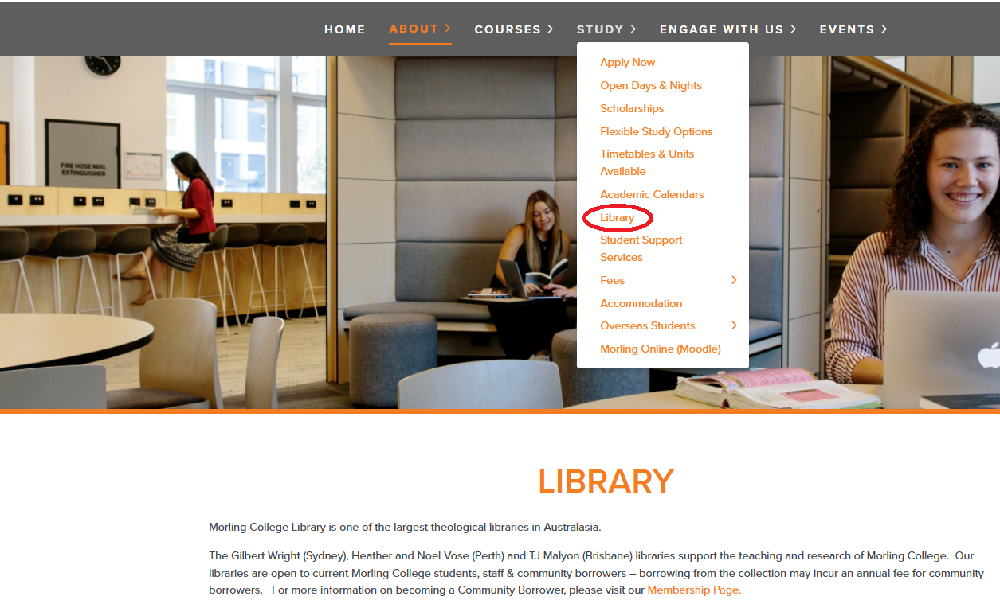 HOME ABOUT > COURSES > STUDY > ENGAGE WITH US > EVENTS >
Apply Now
Open Days & Nights
Scholarships
Flexible Study Options
Timetables & Units
Available
Academic Calendars
Library
Student Support
Services
Fees >
Accommodation
Overseas Students >
Morling Online (Moodle)
FIRE HOSE REEL
EXTINGUISHER
LIBRARY
Morling College Library is one of the largest theological libraries in Australasia.
The Gilbert Wright (Sydney), Heather and Noel Vose (Perth) and TJ Malyon (Brisbane) libraries support the teaching and research of Morling College. Our
libraries are open to current Morling College students, staff & community borrowers – borrowing from the collection may incur an annual fee for community
borrowers. For more information on becoming a Community Borrower, please visit our Membership Page.